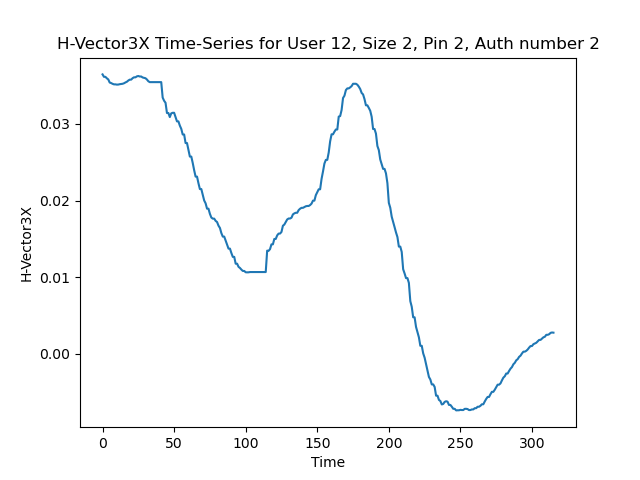 H-Vector3X Time-Series for User 12, Size 2, Pin 2, Auth number 2
H-Vector3X
0.03
0.02
0.01
0.00
0 50 100 150 200 250 300
Time